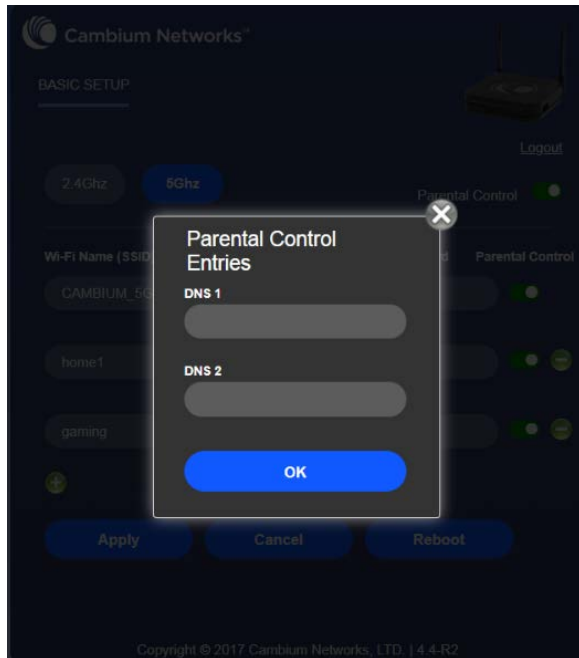 Cambium Networks™
BASIC SETUP
Logout
2.4Ghz
5Ghz
Parental Control
Parental Control
Entries
Wi-Fi Name (SSID
Parental Control
DNS 1
CAMBIUM_5G
home1
DNS 2
gaming
OK
Apply
Cancel
Reboot
Copyright © 2017 Cambium Networks, LTD. | 4.4-R2